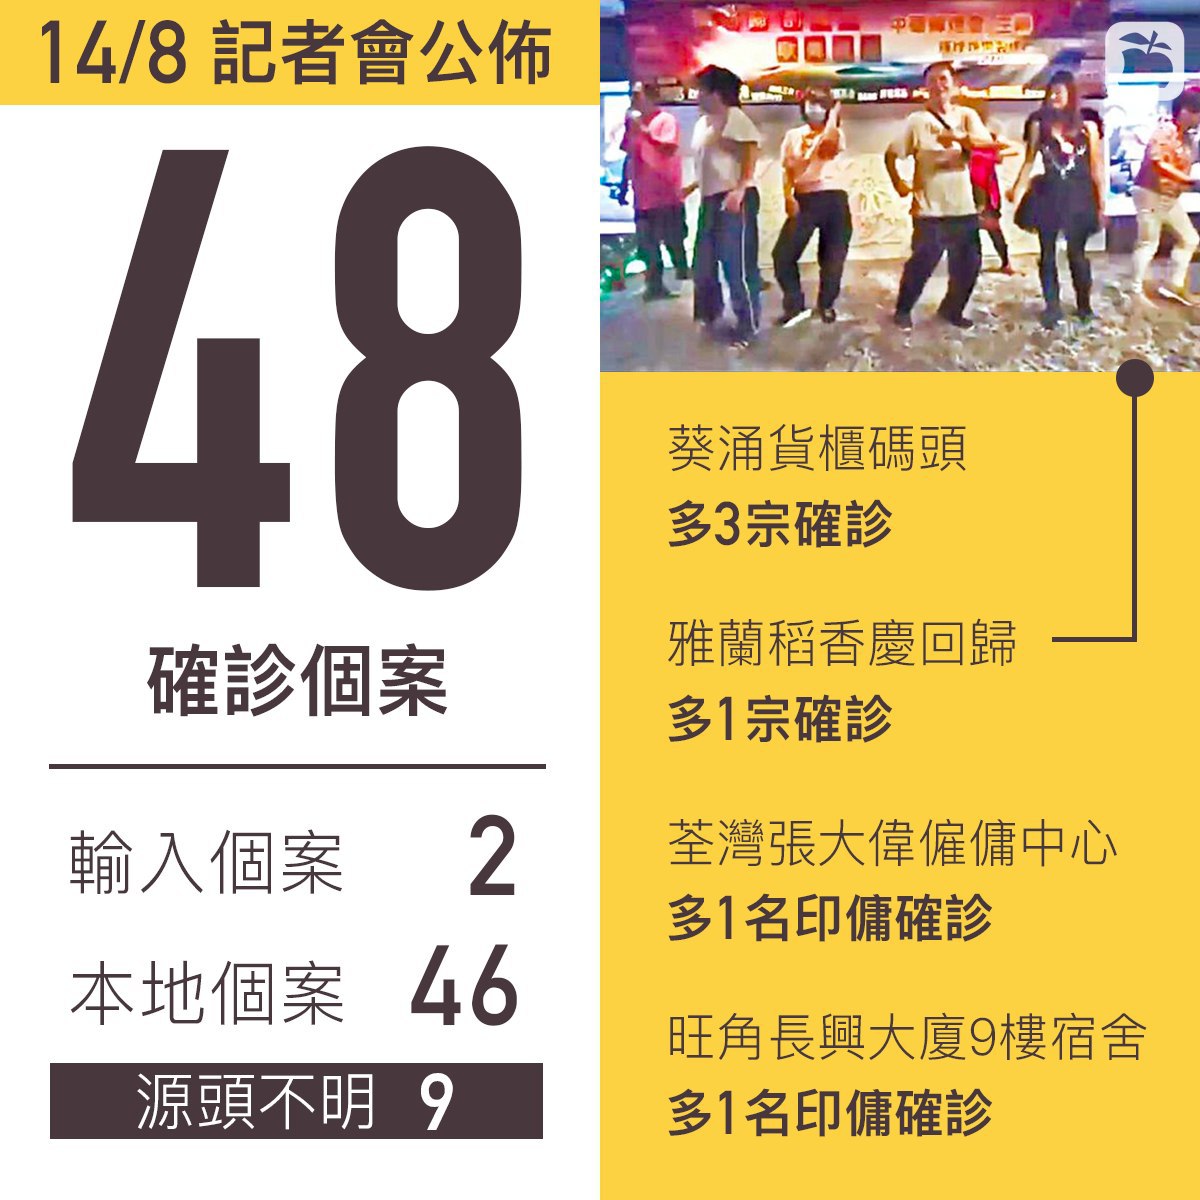 14/8 記者會公佈
48
確診個案
輸入個案 2
本地個案 46
源頭不明 9
葵涌貨櫃碼頭
多3宗確診
雅蘭稻香慶回歸
多1宗確診
荃灣張大偉僱傭中心
多1名印傭確診
旺角長興大廈9樓宿舍
多1名印傭確診